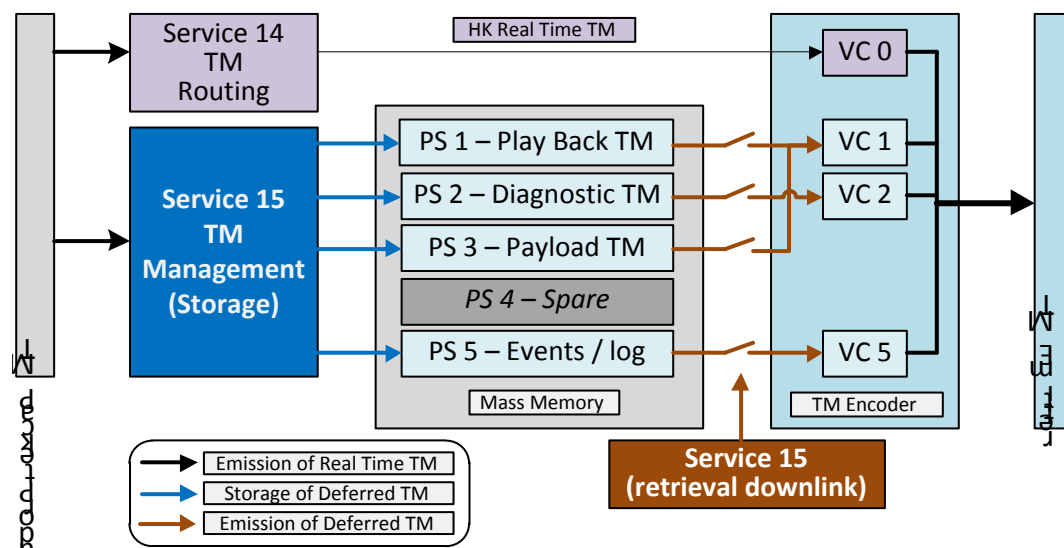 Service 14
TM
Routing
HK Real Time TM
VC 0
Service 15
TM
Management
(Storage)
PS 1 – Play Back TM
PS 2 – Diagnostic TM
PS 3 – Payload TM
PS 4 – Spare
PS 5 – Events / log
Mass Memory
VC 1
VC 2
VC 5
TM Encoder
Service 15
(retrieval downlink)
Emission of Real Time TM
Storage of Deferred TM
Emission of Deferred TM